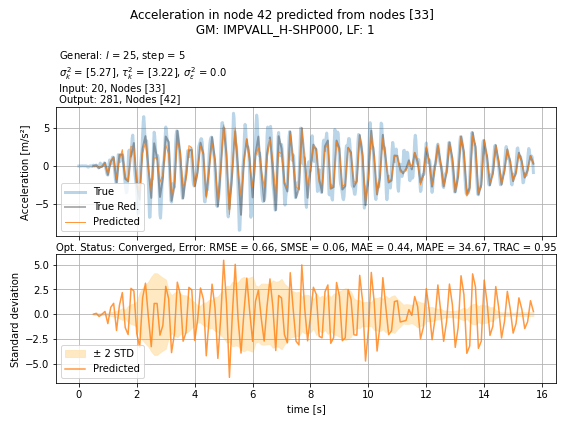 Acceleration in node 42 predicted from nodes [33]
GM: IMPVALL_H-SHP000, LF: 1
General: l = 25, step = 5
σ_k^2 = [5.27], τ_k^2 = [3.22], σ_ε^2 = 0.0
Input: 20, Nodes [33]
Output: 281, Nodes [42]
Acceleration [m/s²]
5
0
−5
True
True Red.
Predicted
Opt. Status: Converged, Error: RMSE = 0.66, SMSE = 0.06, MAE = 0.44, MAPE = 34.67, TRAC = 0.95
Standard deviation
5.0
2.5
0.0
−2.5
−5.0
± 2 STD
Predicted
0 2 4 6 8 10 12 14 16
time [s]